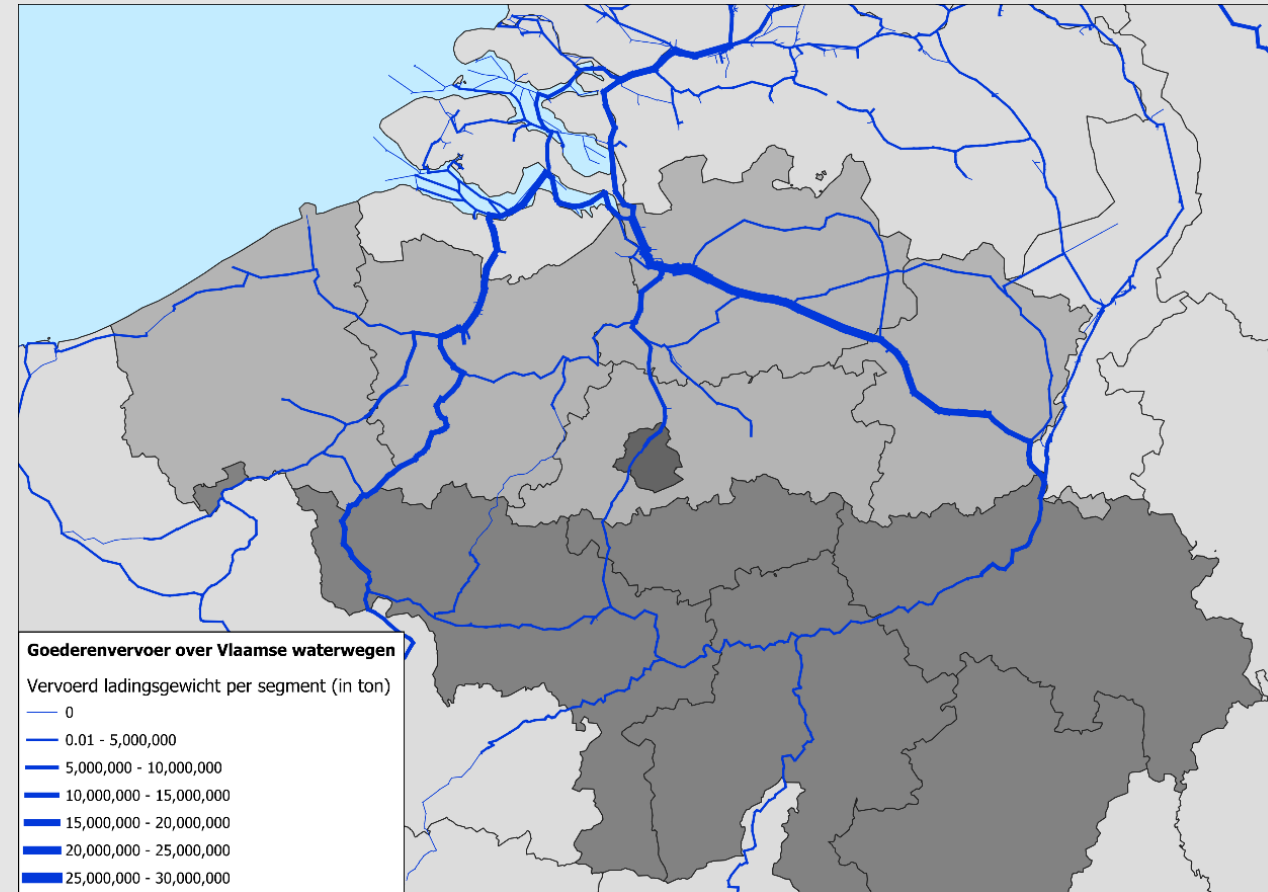 Goederenvervoer over Vlaamse waterwegen
Vervoerd ladingsgewicht per segment (in ton)
0
0.01 - 5,000,000
5,000,000 - 10,000,000
10,000,000 - 15,000,000
15,000,000 - 20,000,000
20,000,000 - 25,000,000
25,000,000 - 30,000,000